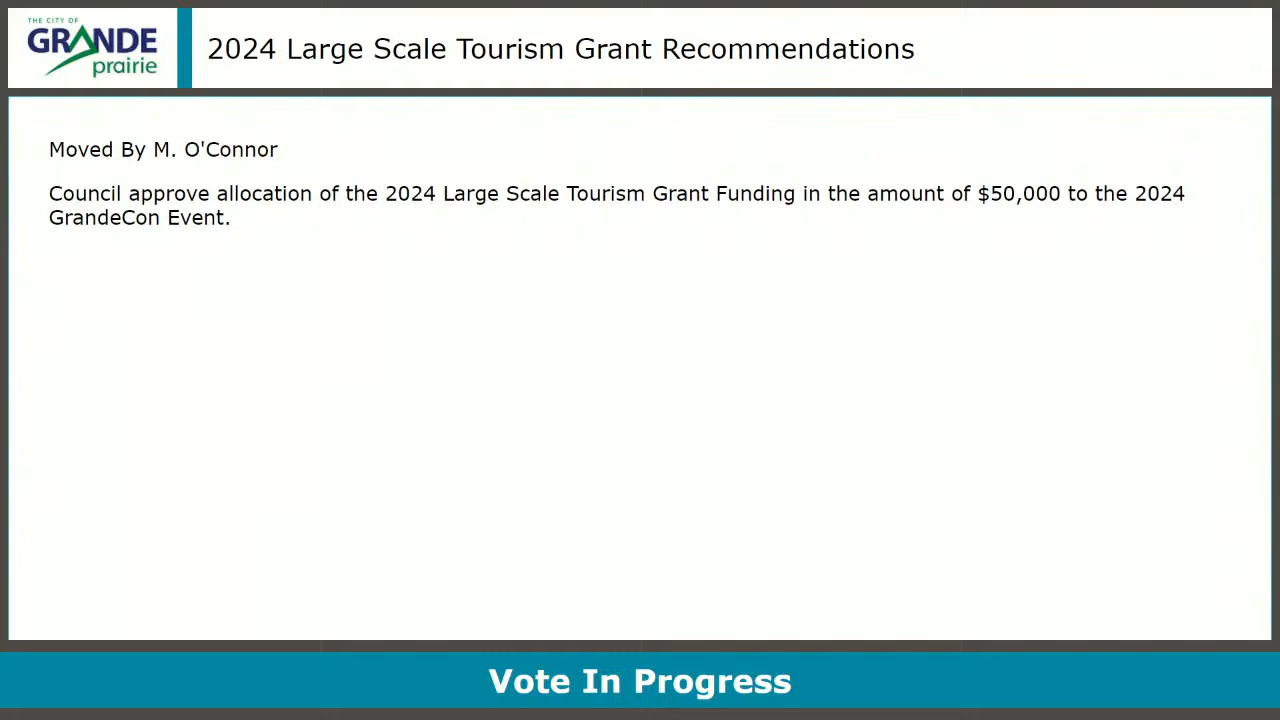 THE CITY OF
GRANDE
prairie
2024 Large Scale Tourism Grant Recommendations
Moved By M. O'Connor
Council approve allocation of the 2024 Large Scale Tourism Grant Funding in the amount of $50,000 to the 2024
GrandeCon Event.
Vote In Progress